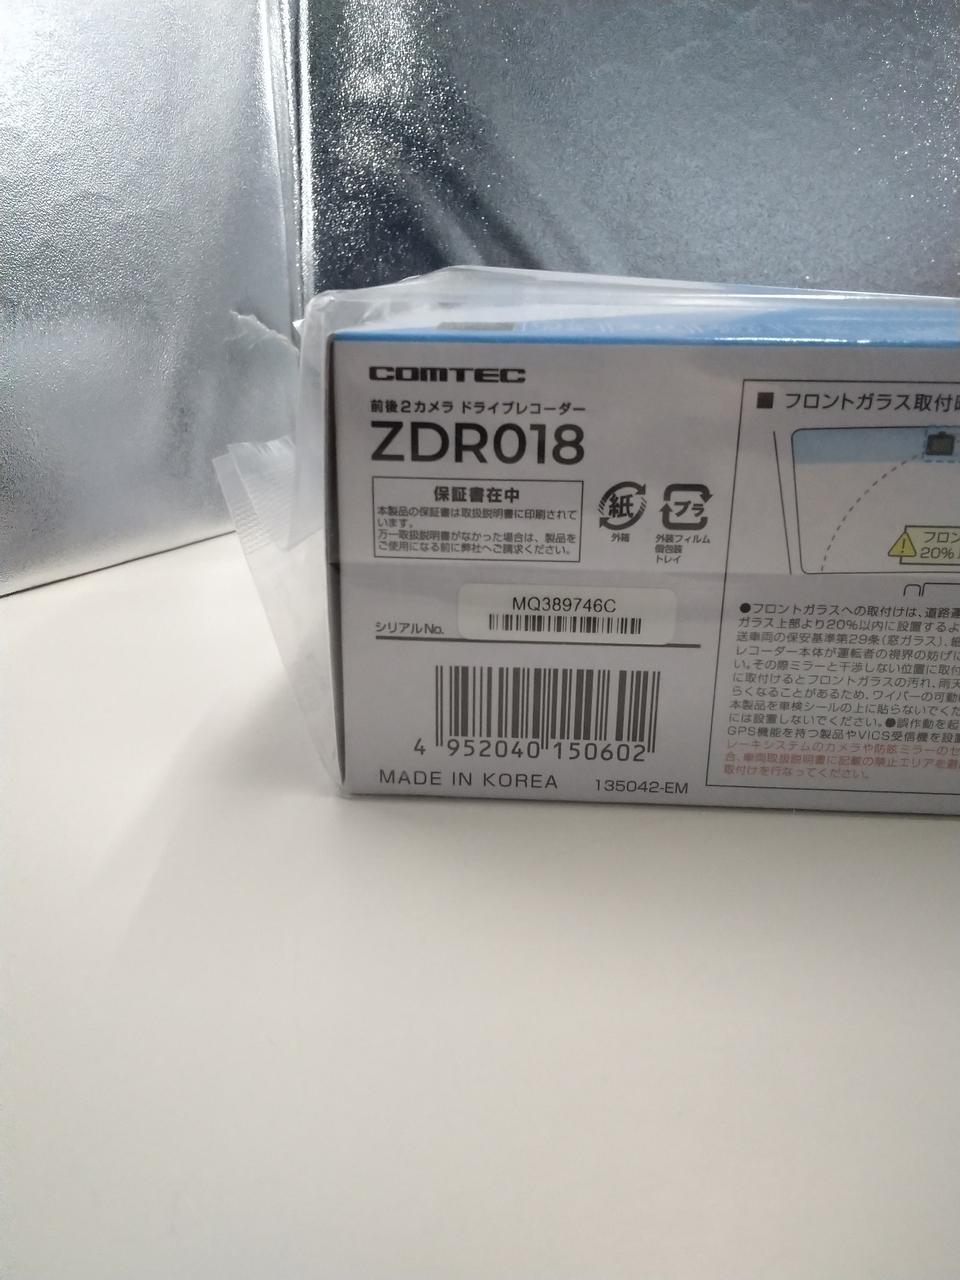 COMTEC
前後2カメラ ドライブレコーダー
ZDR018
保証書在中
本製品の保証書は取扱説明書に印刷されて
います。
万一取扱説明書がなかった場合は、製品を
ご使用になる前に弊社へご請求ください。
紙
外箱
プラ
外装フィルム
個包装
トレイ
MQ389746C
シリアルNo.
4 952040 150602
MADE IN KOREA
135042-EM
■ フロントガラス取付
フロン
20%
●フロントガラスへの取付けは、道路運
ガラス上部より20%以内に設置するよ
送車両の保安基準第29条(窓ガラス)、細
レコーダー本体が運転者の視界の妨げに
い。その際ミラーと干渉しない位置に取付
に取付けるとフロントガラスの汚れ、雨天
らくなることがあるため、ワイパーの可動
本製品を車検シールの上に貼らないでくだ
には設置しないでください。●誤作動を起
GPS機能を持つ製品やVICS受信機を設置
レーキシステムのカメラや防眩ミラーのセ
合、車両取扱説明書に記載の禁止エリアを避
取付けを行なってください。